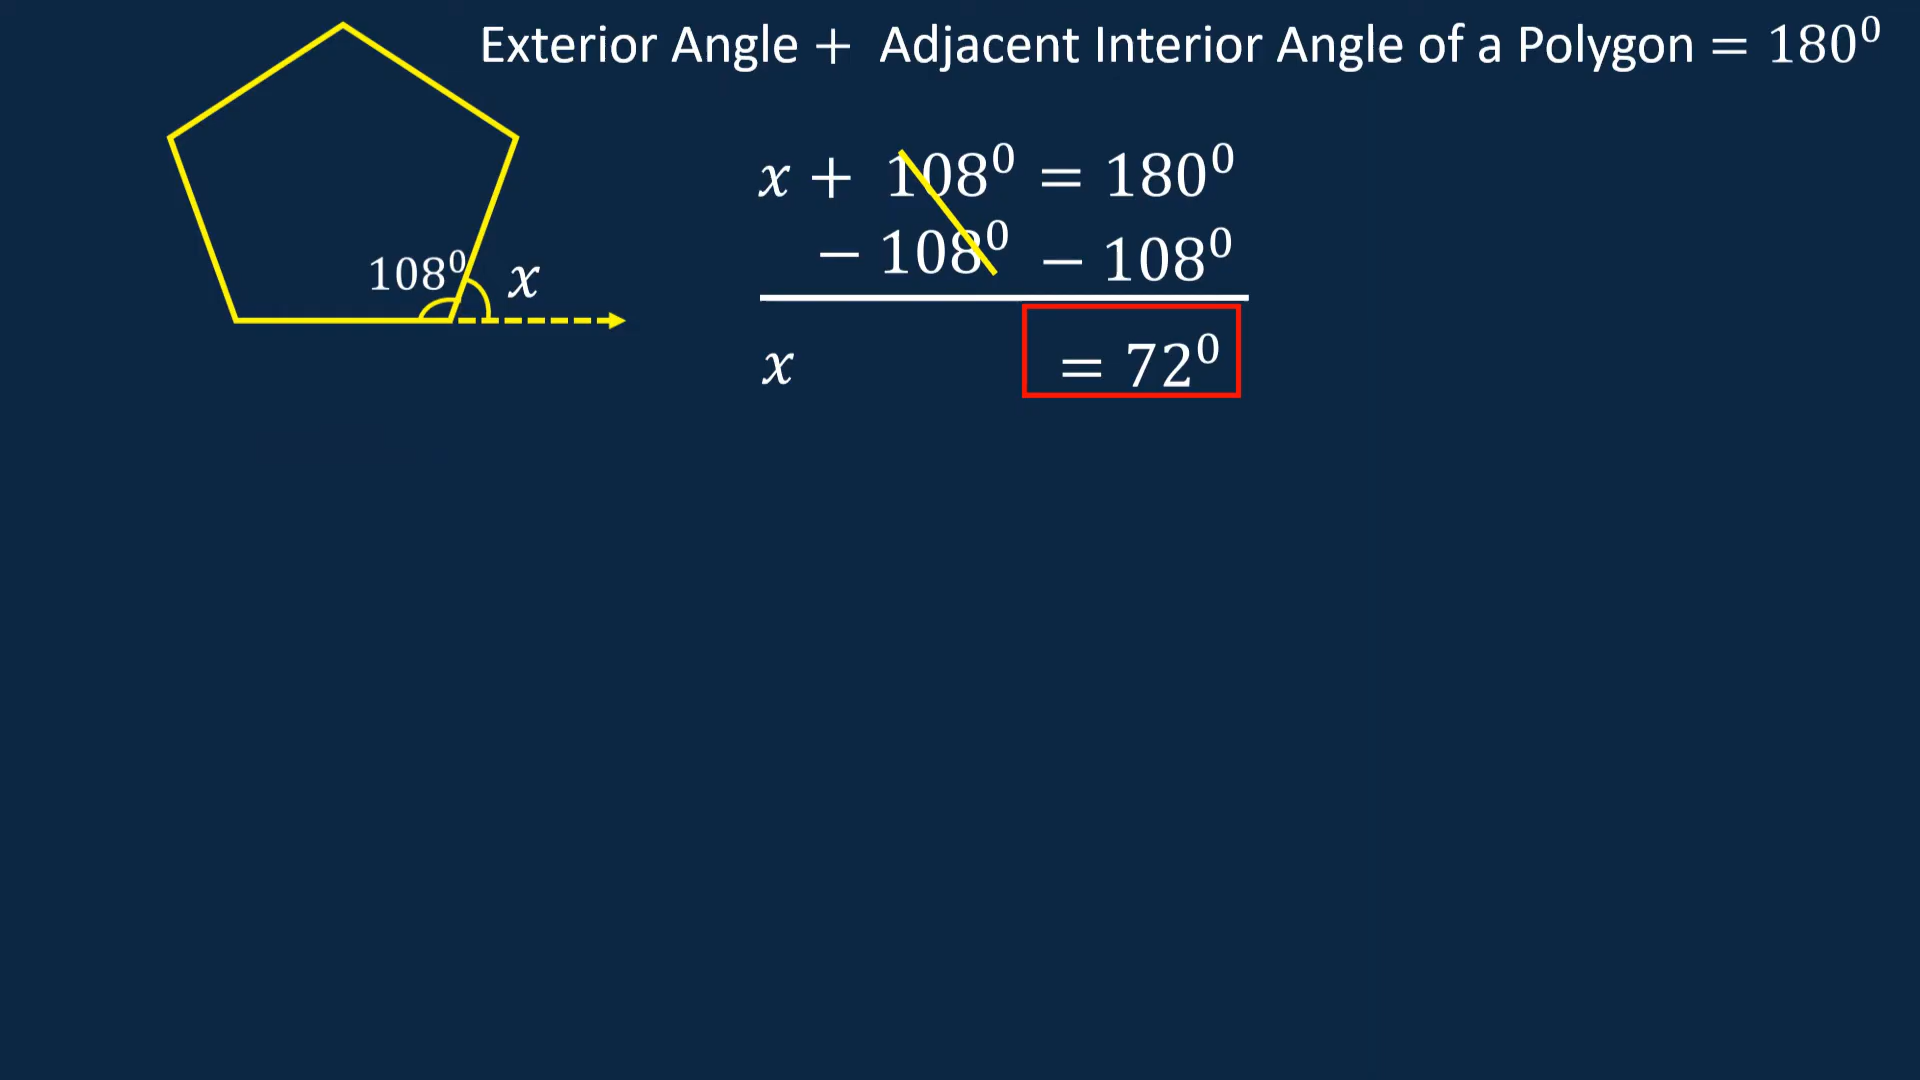 Exterior Angle + Adjacent Interior Angle of a Polygon = 180⁰
x + 108⁰ = 180⁰
− 108⁰ − 108⁰
108⁰ x
x = 72⁰